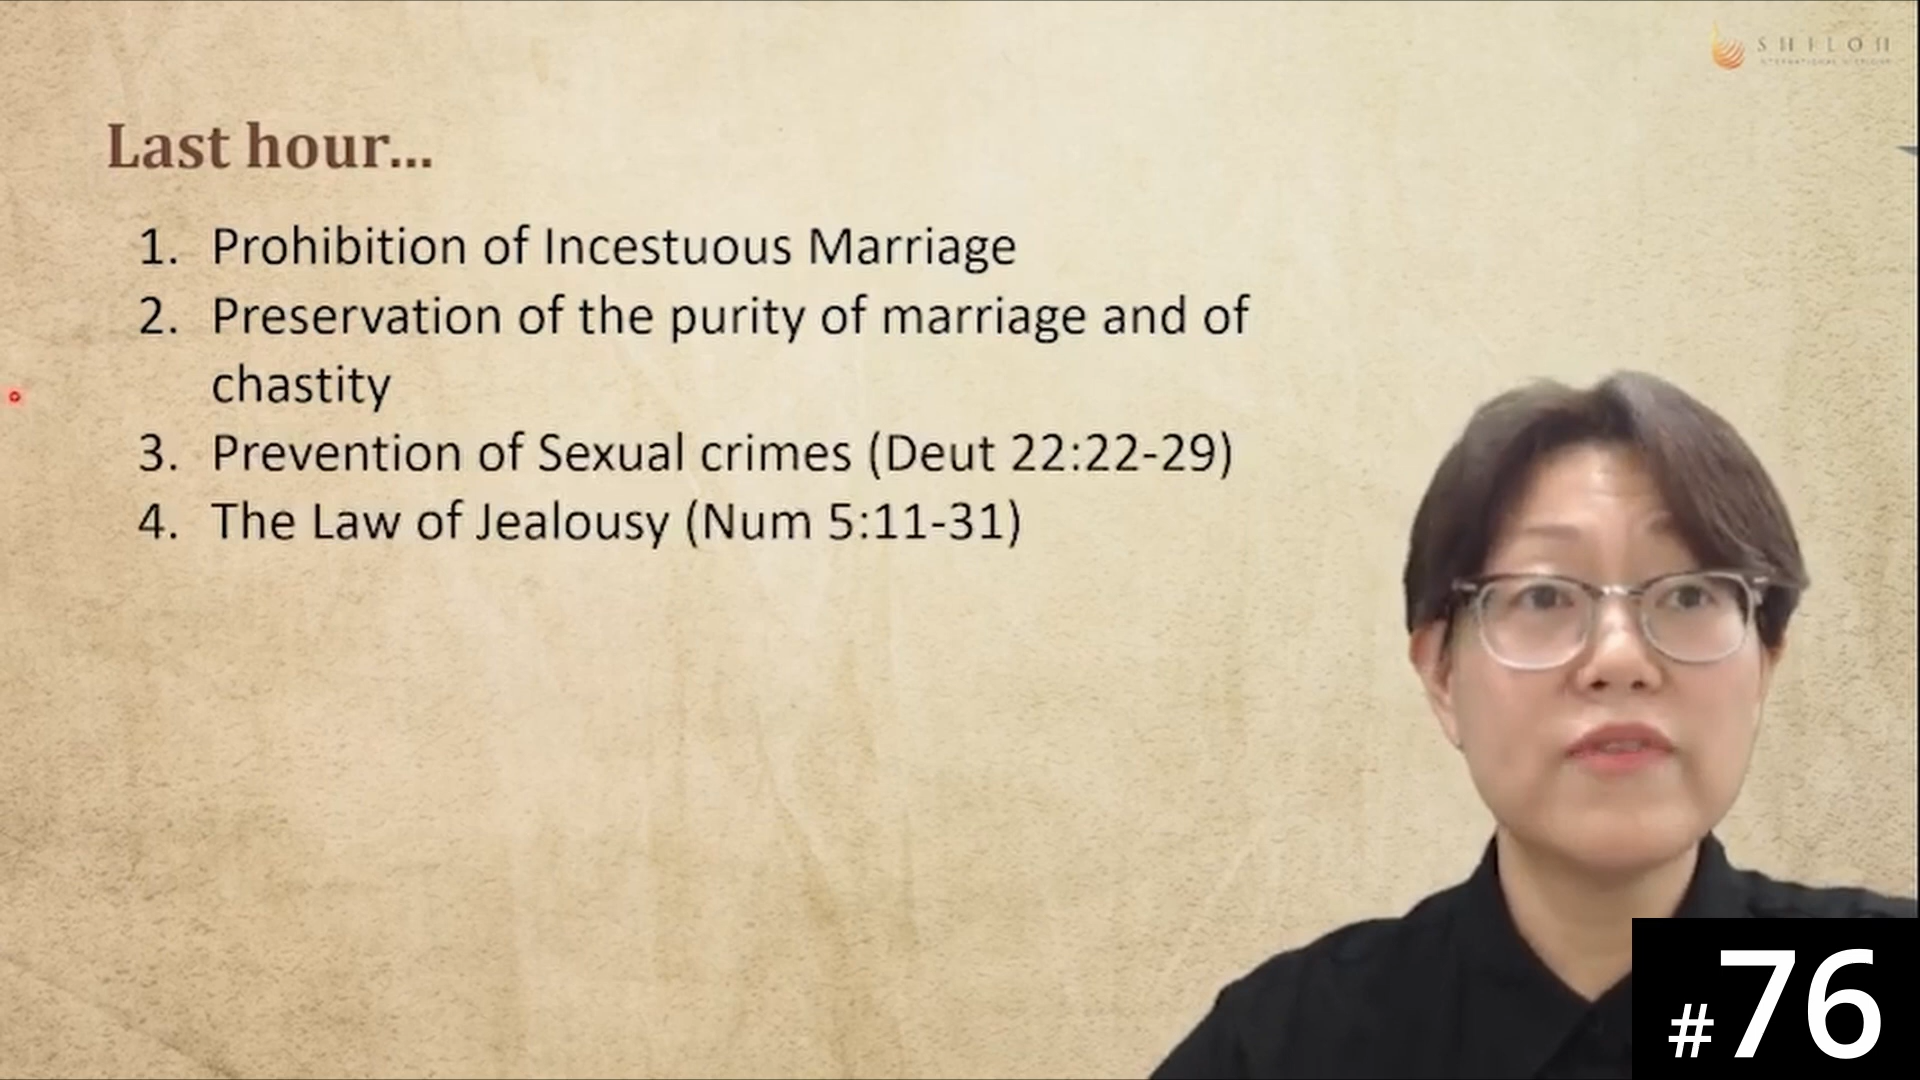 SHILOH
Last hour...
1. Prohibition of Incestuous Marriage
2. Preservation of the purity of marriage and of
chastity
3. Prevention of Sexual crimes (Deut 22:22-29)
4. The Law of Jealousy (Num 5:11-31)
#76